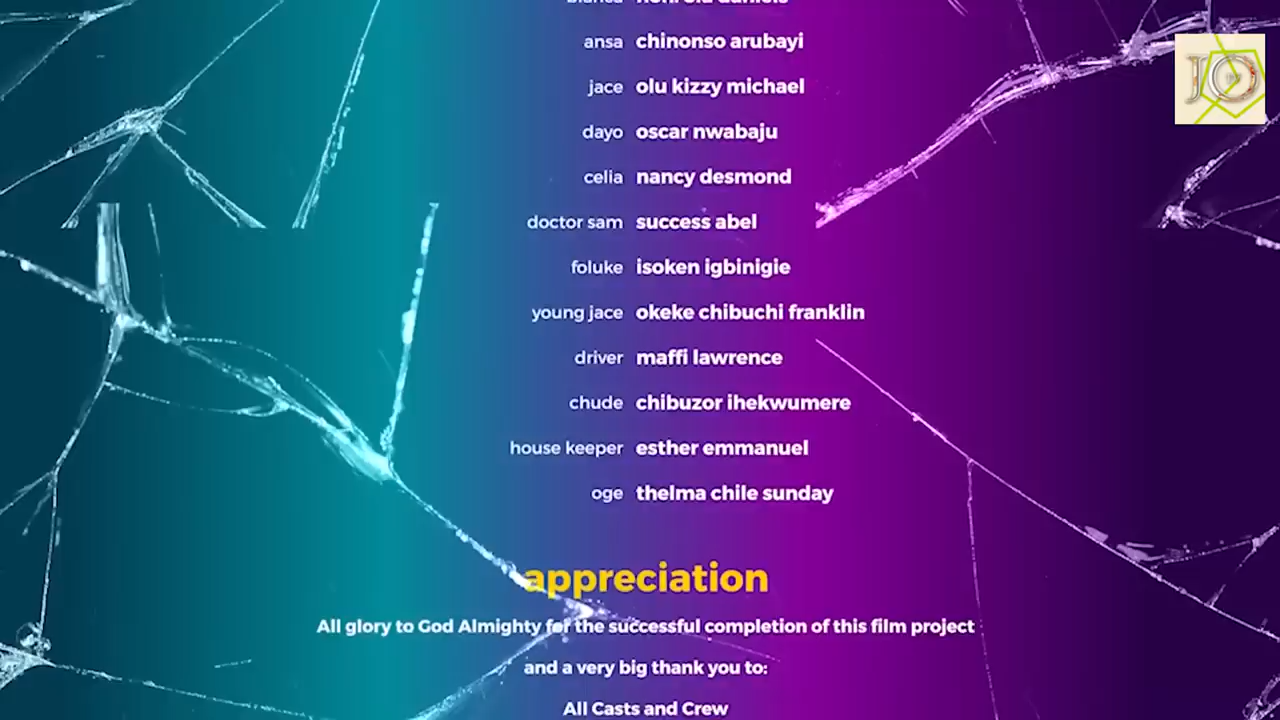 ansa chinonso arubayi
JO
jace olu kizzy michael
dayo oscar nwabaju
celia nancy desmond
doctor sam success abel
foluke isoken igbinigie
young jace okeke chibuchi franklin
driver maffi lawrence
chude chibuzor ihekwumere
house keeper esther emmanuel
oge thelma chile sunday
appreciation
All glory to God Almighty for the successful completion of this film project
and a very big thank you to:
All Casts and Crew